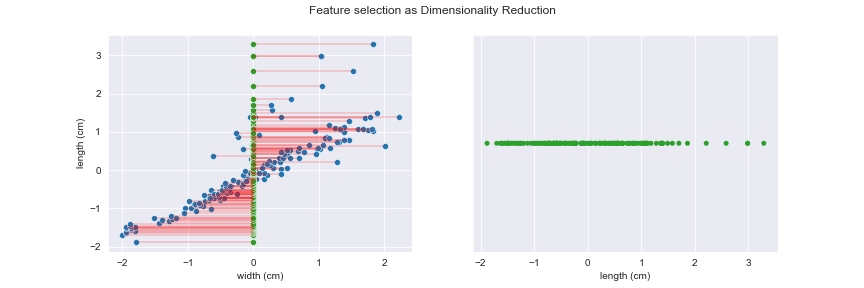 Feature selection as Dimensionality Reduction
length (cm)
3
2
1
0
−1
−2
−2 −1 0 1 2
width (cm)
−2 −1 0 1 2 3
length (cm)